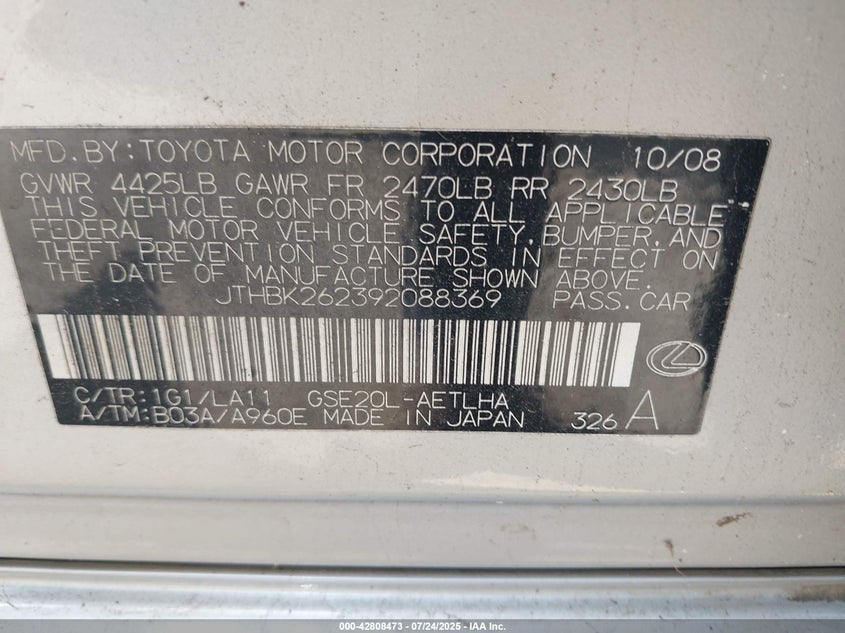 MFD.BY:TOYOTA MOTOR CORPORATION 10/08
GVWR 4425LB GAWR FR 2470LB RR 2430LB
THIS VEHICLE CONFORMS TO ALL APPLICABLE
FEDERAL MOTOR VEHICLE SAFETY,BUMPER,AND
THEFT PREVENTION STANDARDS IN EFFECT ON
THE DATE OF MANUFACTURE SHOWN ABOVE.
JTHBK262392088369 PASS.CAR
C/TR:1G1/LA11 GSE20L-AETLHA
A/TM:B03A/A960E MADE IN JAPAN 326 A
000-42808473 - 07/24/2025 - IAA Inc.